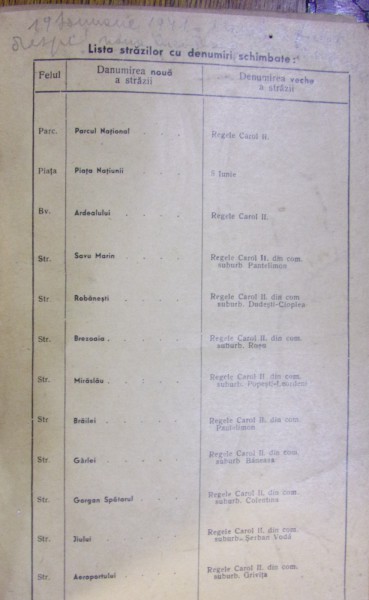 19 Ianuarie 1941
Lista străzilor cu denumiri schimbate:
Felul Danumirea nouă a străzii Denumirea veche a străzii
Parc. Parcul Național . . . Regele Carol II.
Piața Piața Națiunii . . . 8 Iunie
Bv. Ardealului . . . . Regele Carol II.
Str. Savu Marin . . . . Regele Carol II. din com.
suburb. Pantelimon
Str. Robănești . . . . Regele Carol II. din com.
suburb. Dudești-Cioplea
Str. Brezoaia . . . . . Regele Carol II. din com.
suburb.
Str. Mirăslău . . . . Regele Carol II. din com.
suburb. Popești-Leordeni
Str Brăilei . . . . Regele Carol II. din com.
Pantelimon
Str. Gârlei . . . . Regele Carol II. din com.
suburb. Băneasa
Str. Gorgan Spătarul . . . Regele Carol II. din com.
suburb. Colentina
Str. Jiului . . . . Regele Carol II. din com.
suburb. Șerban Vodă
Str. Aeroportului . . . Regele Carol II. din com.
suburb. Grivița